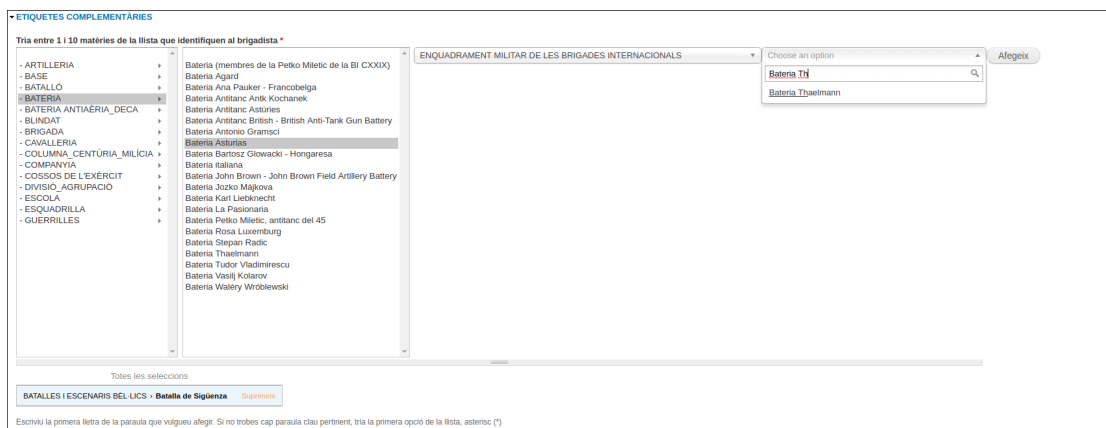 ETIQUETES COMPLEMENTÀRIES
Tria entre 1 i 10 matèries de la llista que identifiquen al brigadista *
- ARTILLERIA
- BASE
- BATALLÓ
- BATERIA
- BATERIA ANTIAÈRIA_DECA
- BLINDAT
- BRIGADA
- CAVALLERIA
- COLUMNA_CENTÚRIA_MILÍCIA
- COMPANYIA
- COSSOS DE L'EXÈRCIT
- DIVISIÓ_AGRUPACIÓ
- ESCOLA
- ESQUADRILLA
- GUERRILLES
Bateria (membres de la Petko Miletic de la BI CXXIX)
Bateria Agard
Bateria Ana Pauker - Francobelga
Bateria Antitanc Antk Kochanek
Bateria Antitanc Astúries
Bateria Antitanc British - British Anti-Tank Gun Battery
Bateria Antonio Gramsci
Bateria Asturias
Bateria Bartosz Glowacki - Hongaresa
Bateria italiana
Bateria John Brown - John Brown Field Artillery Battery
Bateria Jozko Májkova
Bateria Karl Liebknecht
Bateria La Pasionaria
Bateria Petko Miletic, antitanc del 45
Bateria Rosa Luxemburg
Bateria Stepan Radic
Bateria Thaelmann
Bateria Tudor Vladimirescu
Bateria Vasilj Kolarov
Bateria Waléry Wróblewski
ENQUADRAMENT MILITAR DE LES BRIGADES INTERNACIONALS
Choose an option
Bateria Th
Bateria Thaelmann
Afegeix
Totes les seleccions
BATALLES I ESCENARIS BÈL·LICS › Batalla de Sigüenza Suprimeix
Escriviu la primera lletra de la paraula que vulgueu afegir. Si no trobes cap paraula clau pertinent, tria la primera opció de la llista, asterisc (*)